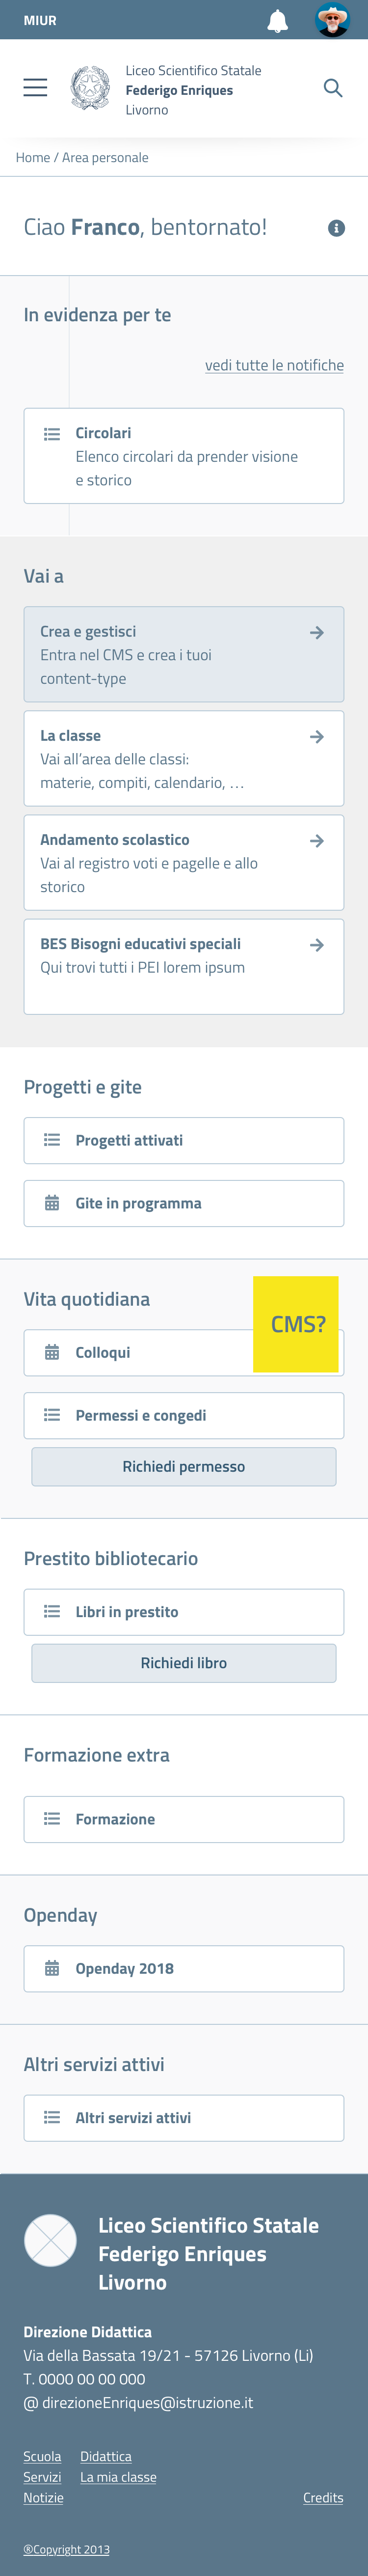 MIUR
Liceo Scientifico Statale
Federigo Enriques
Livorno
Home / Area personale
Ciao Franco, bentornato!
In evidenza per te
vedi tutte le notifiche
Circolari
Elenco circolari da prender visione
e storico
Vai a
Crea e gestisci
Entra nel CMS e crea i tuoi
content-type
La classe
Vai all’area delle classi:
materie, compiti, calendario, …
Andamento scolastico
Vai al registro voti e pagelle e allo
storico
BES Bisogni educativi speciali
Qui trovi tutti i PEI lorem ipsum
Progetti e gite
Progetti attivati
Gite in programma
Vita quotidiana
CMS?
Colloqui
Permessi e congedi
Richiedi permesso
Prestito bibliotecario
Libri in prestito
Richiedi libro
Formazione extra
Formazione
Openday
Openday 2018
Altri servizi attivi
Altri servizi attivi
Liceo Scientifico Statale
Federigo Enriques
Livorno
Direzione Didattica
Via della Bassata 19/21 - 57126 Livorno (Li)
T. 0000 00 00 000
@ direzioneEnriques@istruzione.it
Scuola Didattica
Servizi La mia classe
Notizie Credits
®Copyright 2013